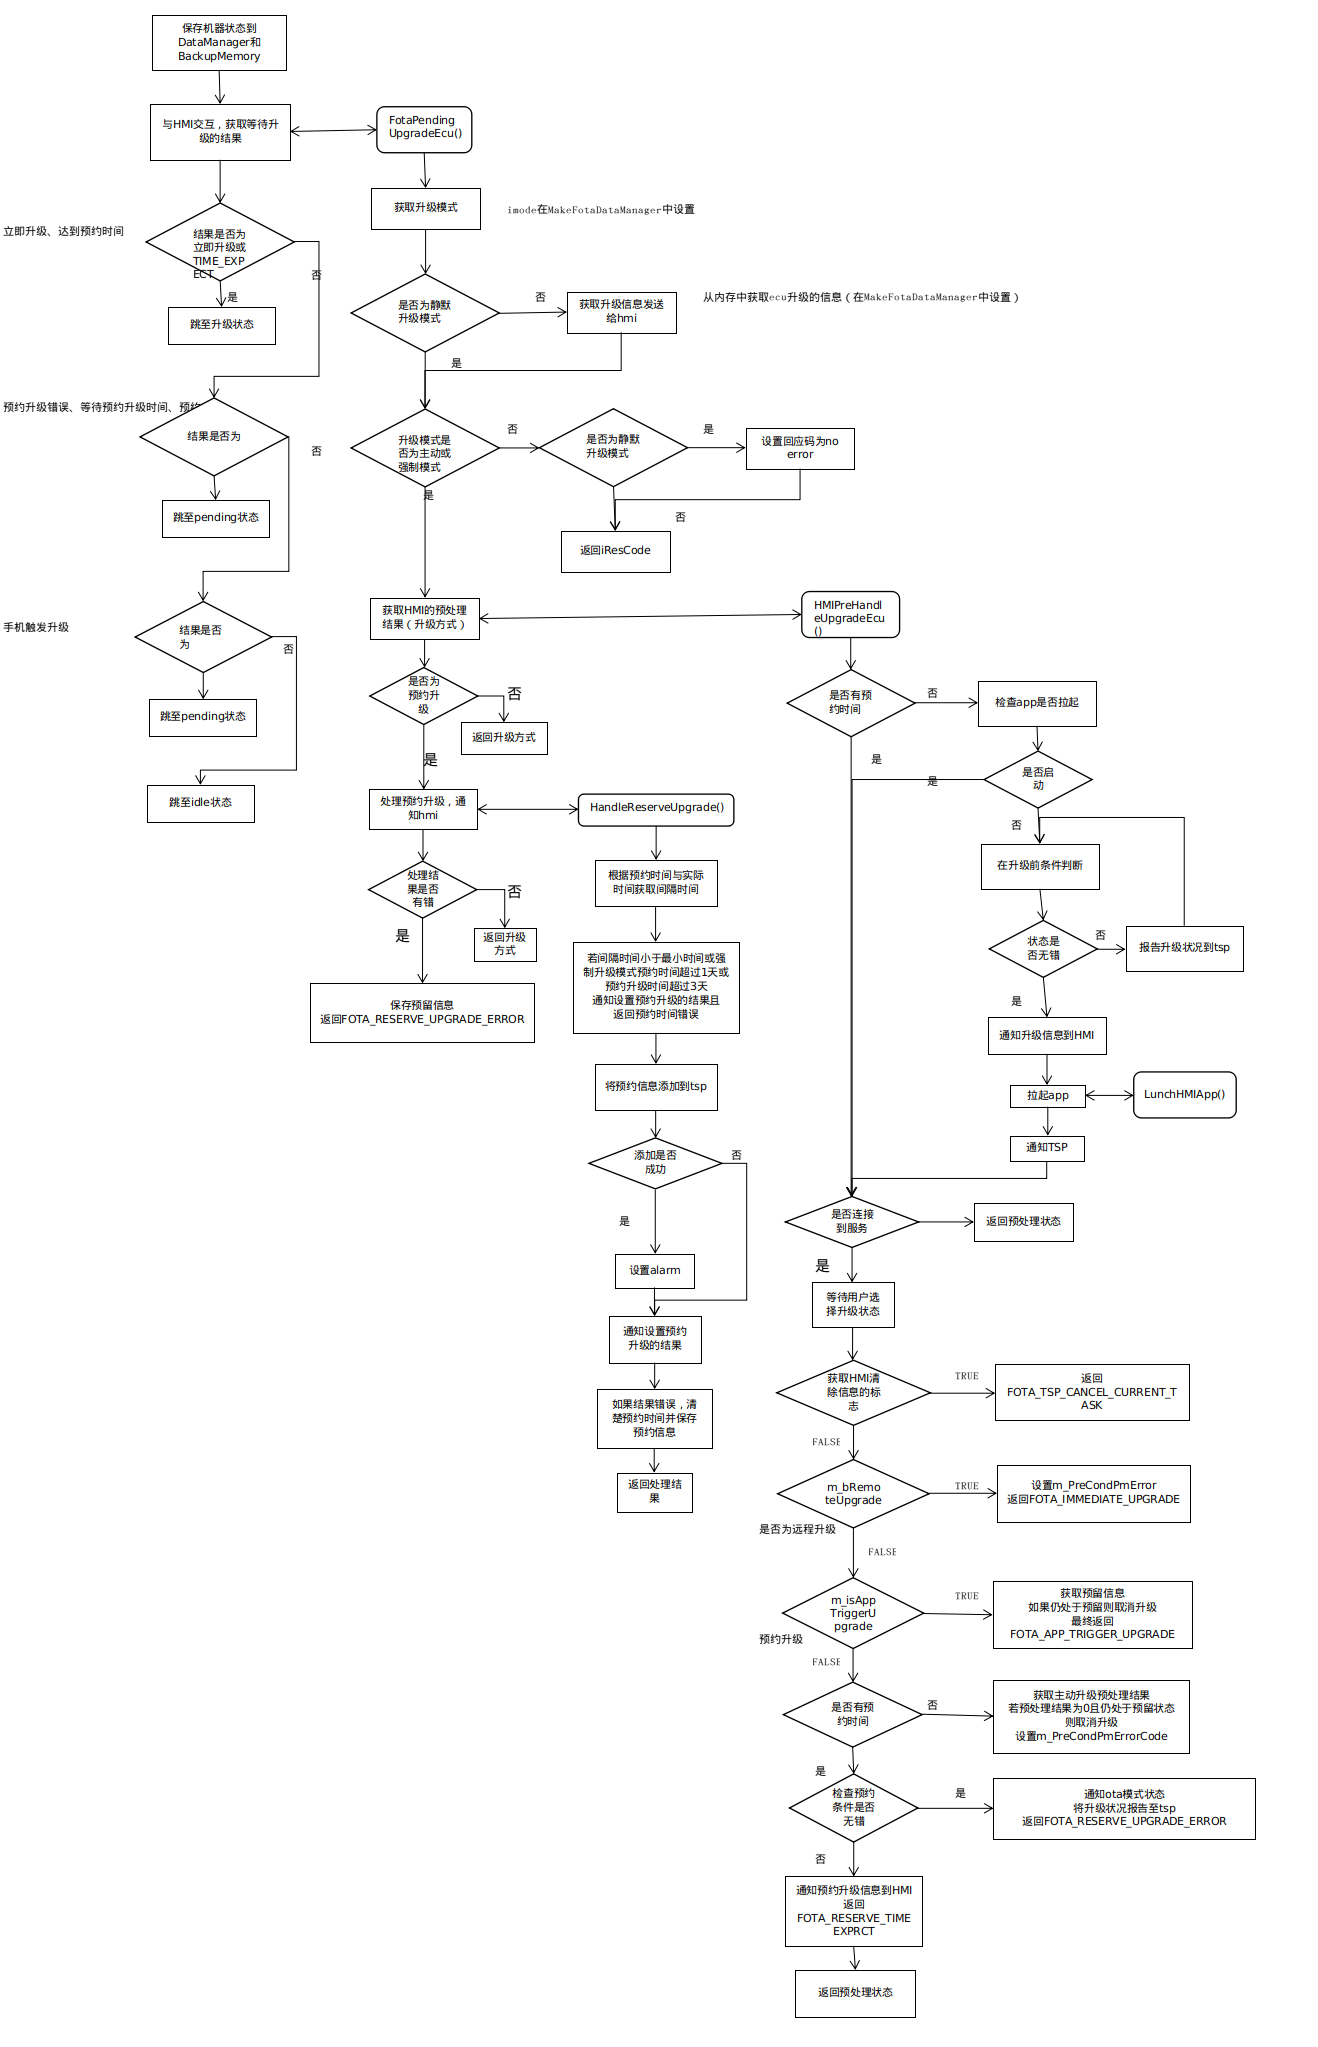 保存机器状态到
DataManager和
BackupMemory
与HMI交互，获取等待升
级的结果
立即升级、达到预约时间
结果是否为
立即升级或
TIME_EXP
ECT
否
是
跳至升级状态
预约升级错误、等待预约升级时间、预约
结果是否为
否
跳至pending状态
手机触发升级
结果是否
为
否
跳至pending状态
跳至idle状态
FotaPending
UpgradeEcu()
获取升级模式
imode在MakeFotaDataManager中设置
是否为静默
升级模式
否
获取升级信息发送
给hmi
从内存中获取ecu升级的信息（在MakeFotaDataManager中设置）
是
升级模式是
否为主动或
强制模式
否
是否为静默
升级模式
是
设置回应码为no
error
是
否
返回iResCode
获取HMI的预处理
结果（升级方式）
是否为
预约升
级
否
返回升级方式
是
处理预约升级，通
知hmi
处理结
果是否
有错
否
返回升级
方式
是
保存预留信息
返回FOTA_RESERVE_UPGRADE_ERROR
HandleReserveUpgrade()
根据预约时间与实际
时间获取间隔时间
若间隔时间小于最小时间或强
制升级模式预约时间超过1天或
预约升级时间超过3天
通知设置预约升级的结果且
返回预约时间错误
将预约信息添加到tsp
添加是否
成功
否
是
设置alarm
通知设置预约
升级的结果
如果结果错误，清
楚预约时间并保存
预约信息
返回处理结
果
HMIPreHandl
eUpgradeEcu
()
是否有预
约时间
否
检查app是否拉起
是
是否启
动
是
否
在升级前条件判断
状态是
否无错
否
报告升级状况到tsp
是
通知升级信息到HMI
拉起app
LunchHMIApp()
通知TSP
是否连接
到服务
返回预处理状态
是
等待用户选
择升级状态
获取HMI清
除信息的标
志
TRUE
返回
FOTA_TSP_CANCEL_CURRENT_T
ASK
FALSE
m_bRemo
teUpgrade
TRUE
设置m_PreCondPmError
返回FOTA_IMMEDIATE_UPGRADE
是否为远程升级
FALSE
m_isApp
TriggerU
pgrade
TRUE
获取预留信息
如果仍处于预留则取消升级
最终返回
FOTA_APP_TRIGGER_UPGRADE
预约升级
FALSE
是否有预
约时间
否
获取主动升级预处理结果
若预处理结果为0且仍处于预留状态
则取消升级
设置m_PreCondPmErrorCode
是
检查预约
条件是否
无错
是
通知ota模式状态
将升级状况报告至tsp
返回FOTA_RESERVE_UPGRADE_ERROR
否
通知预约升级信息到HMI
返回
FOTA_RESERVE_TIME
EXPRCT
返回预处理状态